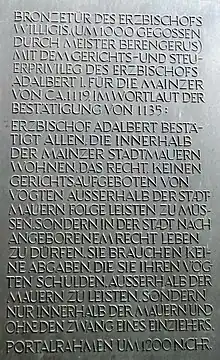 BRONZETÜR DES ERZBISCHOFS
WILLIGIS (UM 1000 GEGOSSEN
DURCH MEISTER BERENGERUS)
MIT DEM GERICHTS- UND STEU-
ERPRIVILEG DES ERZBISCHOFS
ADALBERT I. FÜR DIE MAINZER
VON CA. 1119, IM WORTLAUT DER
BESTÄTIGUNG VON 1135:
ERZBISCHOF ADALBERT BESTÄ-
TIGT ALLEN, DIE INNERHALB
DER MAINZER STADTMAUERN
WOHNEN, DAS RECHT, KEINEN
GERICHTSAUFGEBOTEN VON
VÖGTEN AUSSERHALB DER STADT
MAUERN FOLGE LEISTEN ZU MÜS-
SEN, SONDERN IN DER STADT NACH
ANGEBORENEM RECHT LEBEN
ZU DÜRFEN. SIE BRAUCHEN KEI-
NE ABGABEN, DIE SIE IHREN VÖG
TEN SCHULDEN, AUSSERHALB DER
MAUERN ZU LEISTEN, SONDERN
NUR INNERHALB DER MAUERN UND
OHNE DEN ZWANG EINES EINZIEHERS.
PORTALRAHMEN UM 1200 N. CHR.